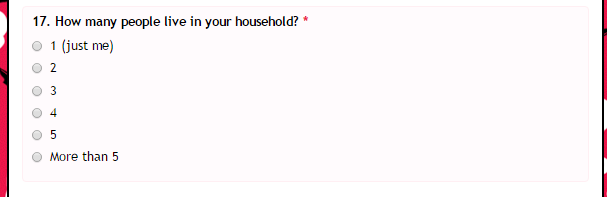 17. How many people live in your household? *
1 (just me)
2
3
4
5
More than 5